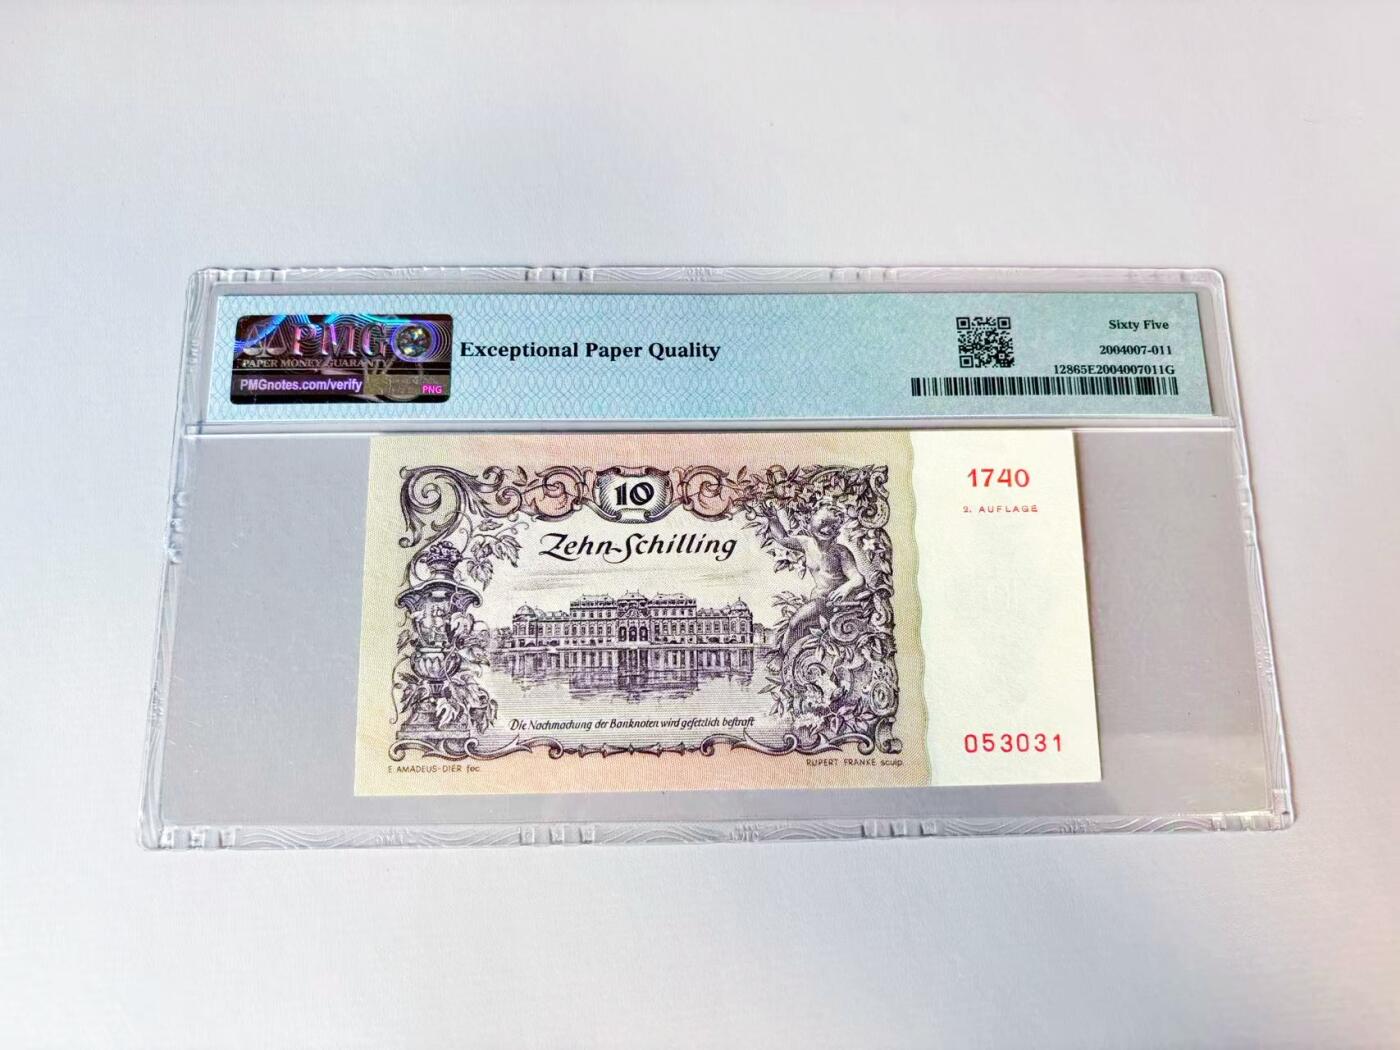 PMG
PAPER MONEY GUARANTY
PMGnotes.com/verify
PNG
Exceptional Paper Quality
Sixty Five
2004007-011
12865E2004007011G
10
Zehn Schilling
Die Nachmachung der Banknoten wird gesetzlich bestraft
E. AMADEUS-DIER fec.
RUPERT FRANKE sculp.
1740
2. AUFLAGE
053031